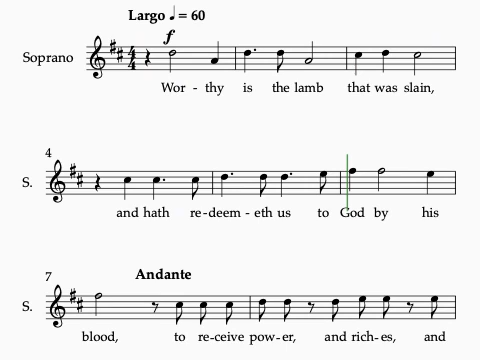 Largo ♩ = 60
f
Soprano
Wor - thy is the lamb that was slain,
4
S.
and hath re-deem - eth us to God by his
7
Andante
S.
blood, to re-ceive pow-er, and rich-es, and